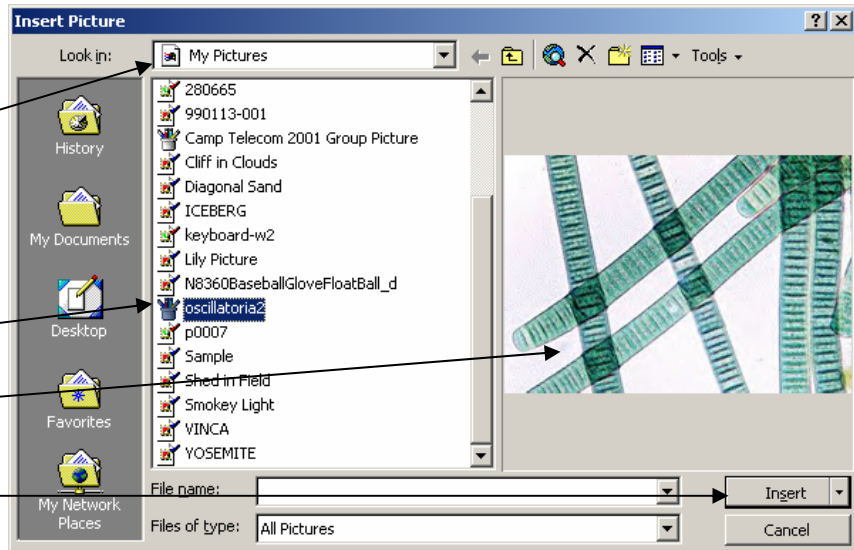 Insert Picture
Look in:
My Pictures
Tools
History
My Documents
Desktop
Favorites
My Network
Places
280665
990113-001
Camp Telecom 2001 Group Picture
Cliff in Clouds
Diagonal Sand
ICEBERG
keyboard-w2
Lily Picture
N8360BaseballGloveFloatBall_d
oscillatoria2
p0007
Sample
Shed in Field
Smokey Light
VINCA
YOSEMITE
File name:
Insert
Files of type:
All Pictures
Cancel